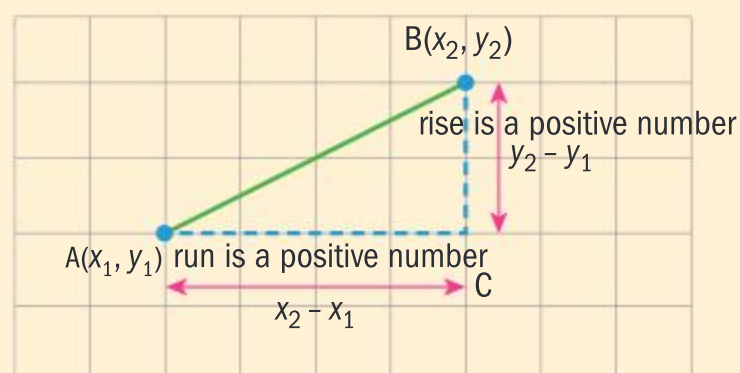 B(x₂, y₂)
rise is a positive number
y₂ – y₁
A(x₁, y₁) run is a positive number
C
x₂ – x₁